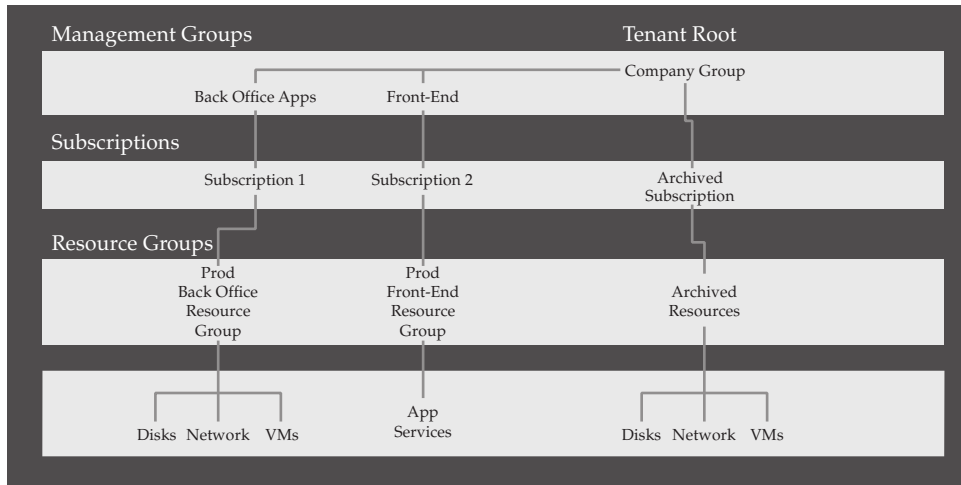 Management Groups
Tenant Root
Company Group
Back Office Apps
Front-End
Subscriptions
Subscription 1
Subscription 2
Archived
Subscription
Resource Groups
Prod
Back Office
Resource
Group
Prod
Front-End
Resource
Group
Archived
Resources
Disks
Network
VMs
App
Services
Disks
Network
VMs